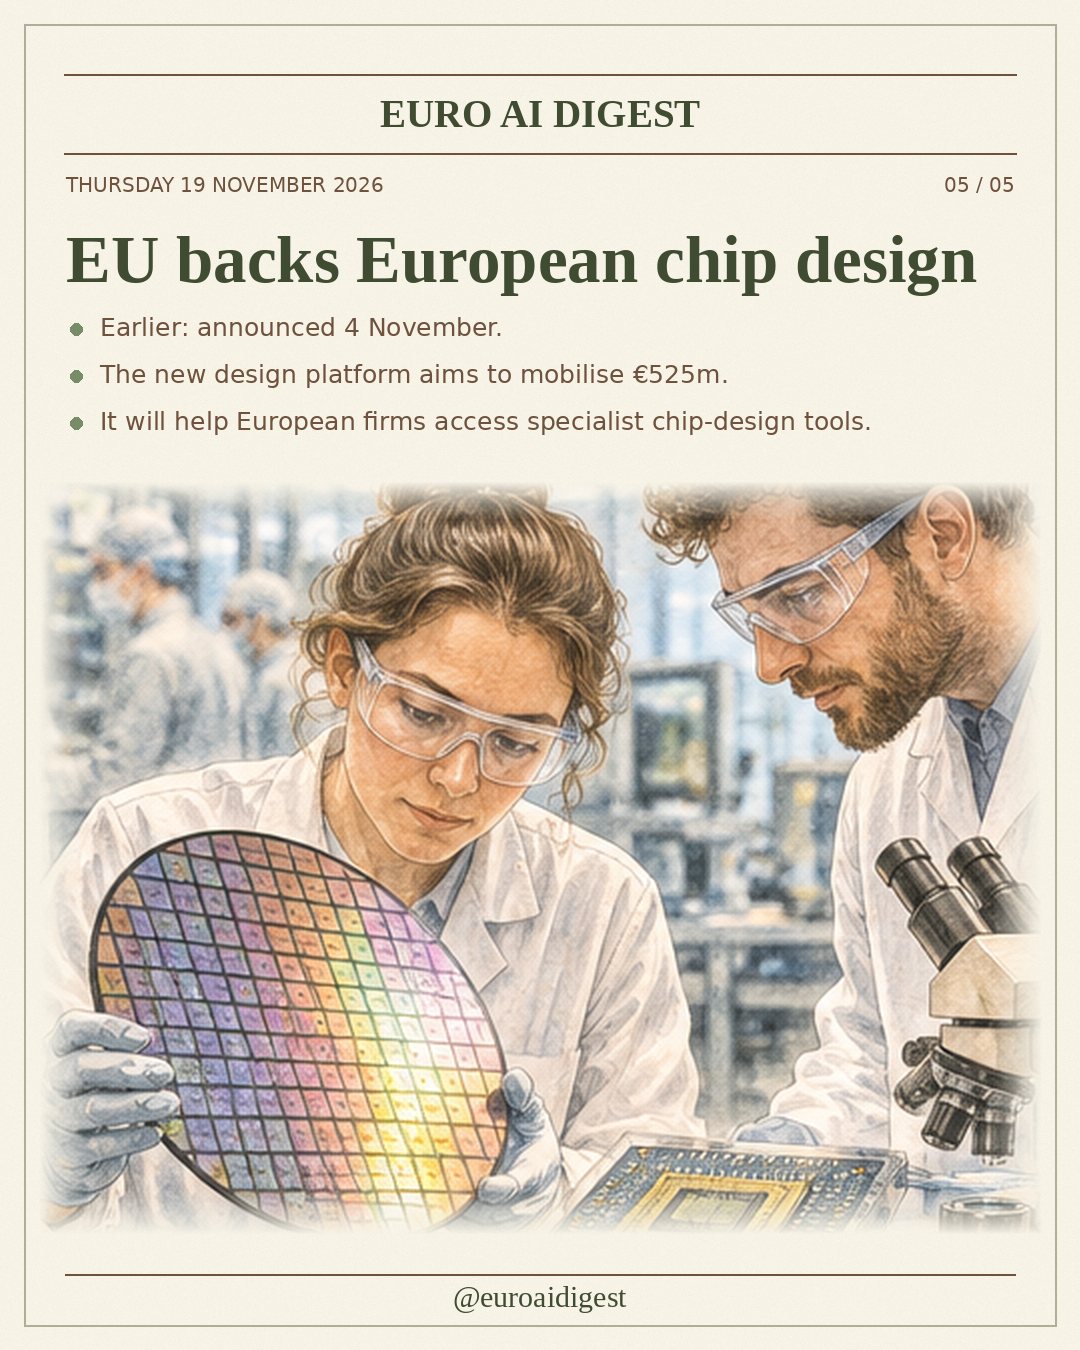 EURO AI DIGEST
THURSDAY 19 NOVEMBER 2026
05 / 05
EU backs European chip design
Earlier: announced 4 November.
The new design platform aims to mobilise €525m.
It will help European firms access specialist chip-design tools.
@euroaidigest